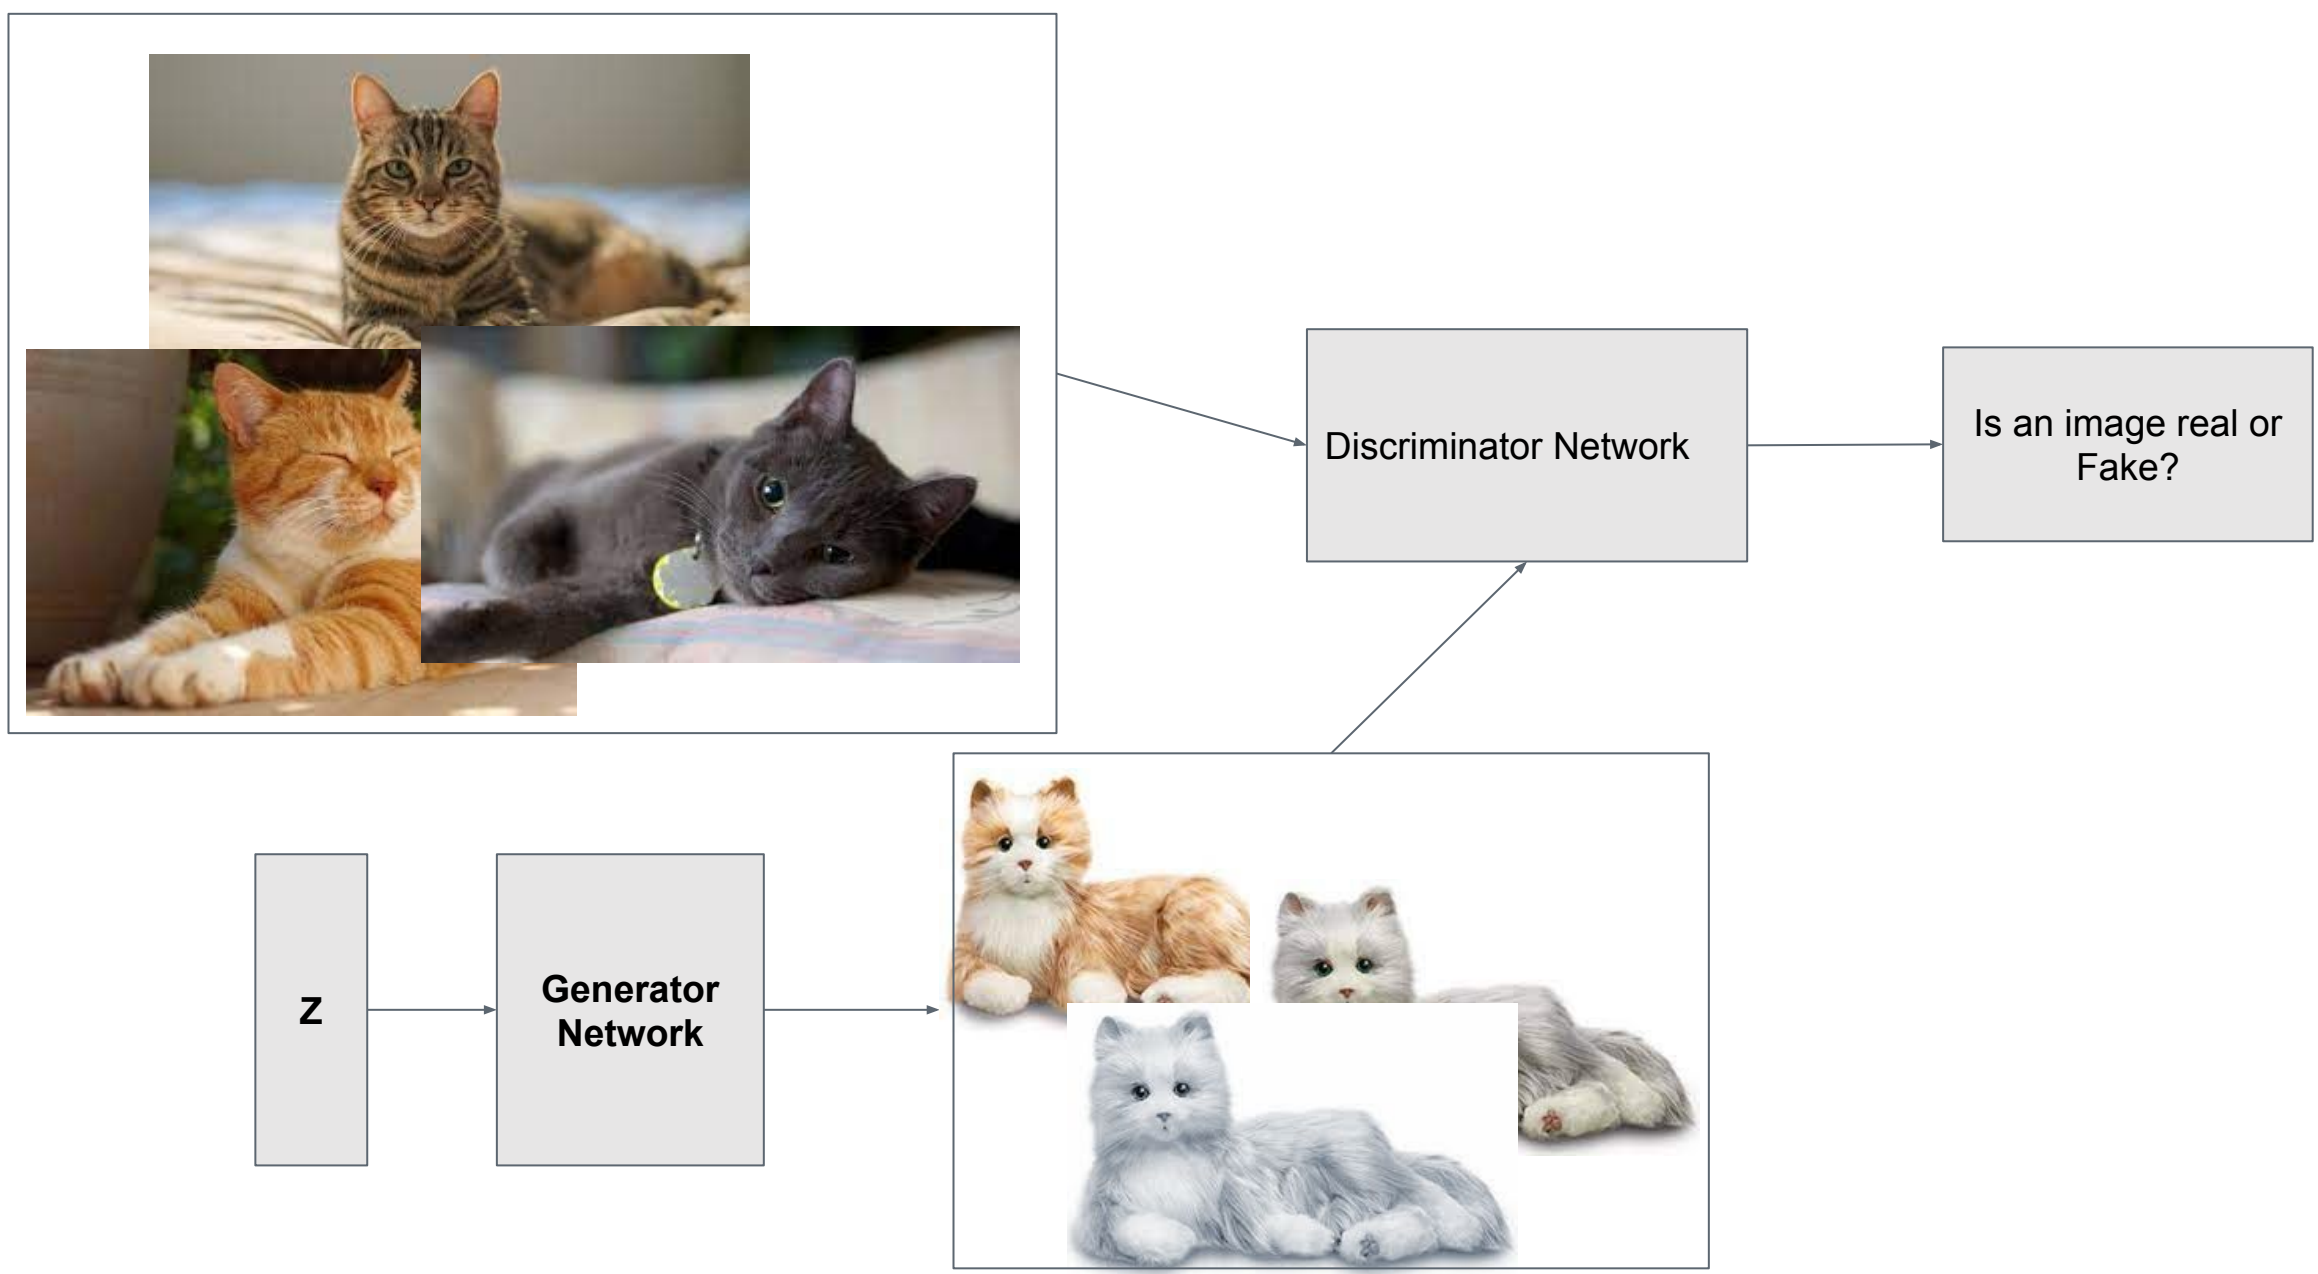 Discriminator Network
Is an image real or
Fake?
Z
Generator
Network